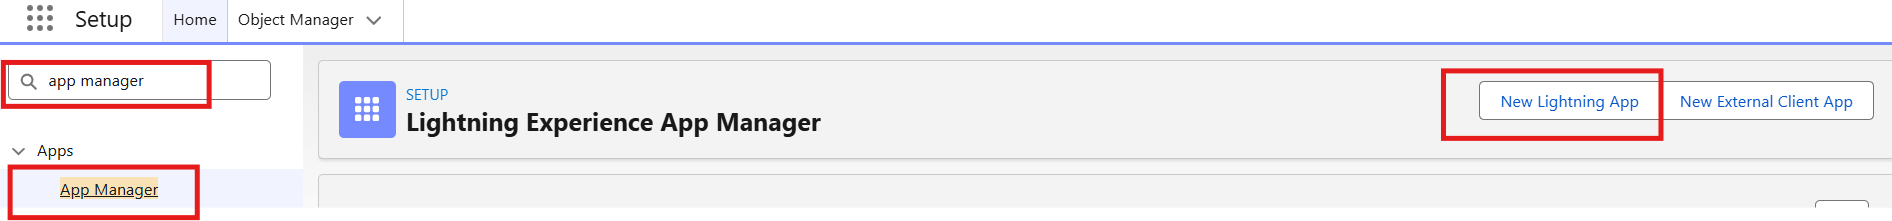 Setup
Home
Object Manager
app manager
Apps
App Manager
SETUP
Lightning Experience App Manager
New Lightning App
New External Client App